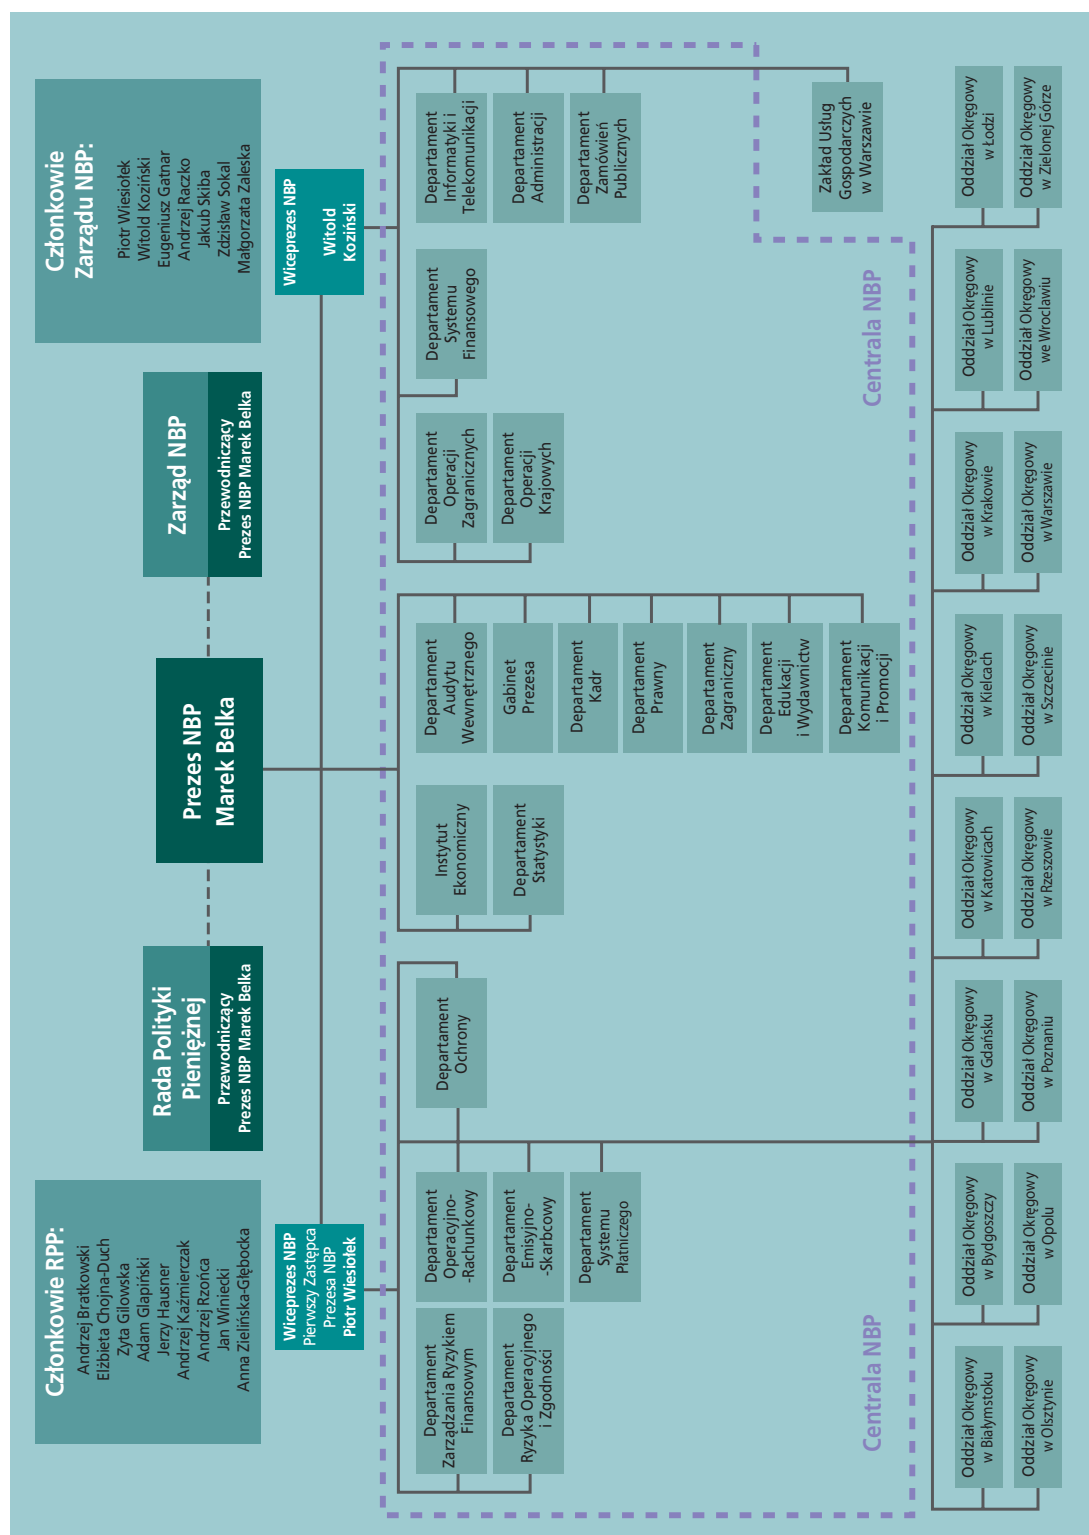 Członkowie RPP:
Andrzej Bratkowski
Elżbieta Chojna-Duch
Zyta Gilowska
Adam Glapiński
Jerzy Hausner
Andrzej Kaźmierczak
Andrzej Rzońca
Jan Winiecki
Anna Zielińska-Głębocka
Rada Polityki
Pieniężnej
Przewodniczący
Prezes NBP Marek Belka
Prezes NBP
Marek Belka
Zarząd NBP
Przewodniczący
Prezes NBP Marek Belka
Członkowie
Zarządu NBP:
Piotr Wiesiołek
Witold Koziński
Eugeniusz Gatnar
Andrzej Raczko
Jakub Skiba
Zdzisław Sokal
Małgorzata Zaleska
Wiceprezes NBP
Pierwszy Zastępca
Prezesa NBP
Piotr Wiesiołek
Wiceprezes NBP
Witold
Koziński
Departament
Zarządzania Ryzykiem
Finansowym
Departament
Ryzyka Operacyjnego
i Zgodności
Departament
Operacyjno-
-Rachunkowy
Departament
Emisyjno-
-Skarbcowy
Departament
Systemu
Płatniczego
Departament
Ochrony
Instytut
Ekonomiczny
Departament
Statystyki
Departament
Audytu
Wewnętrznego
Gabinet
Prezesa
Departament
Kadr
Departament
Prawny
Departament
Zagraniczny
Departament
Edukacji
i Wydawnictw
Departament
Komunikacji
i Promocji
Departament
Operacji
Zagranicznych
Departament
Operacji
Krajowych
Departament
Systemu
Finansowego
Departament
Informatyki i
Telekomunikacji
Departament
Administracji
Departament
Zamówień
Publicznych
Zakład Usług
Gospodarczych
w Warszawie
Centrala NBP
Centrala NBP
Oddział Okręgowy
w Białymstoku
Oddział Okręgowy
w Bydgoszczy
Oddział Okręgowy
w Gdańsku
Oddział Okręgowy
w Katowicach
Oddział Okręgowy
w Kielcach
Oddział Okręgowy
w Krakowie
Oddział Okręgowy
w Lublinie
Oddział Okręgowy
w Łodzi
Oddział Okręgowy
w Olsztynie
Oddział Okręgowy
w Opolu
Oddział Okręgowy
w Poznaniu
Oddział Okręgowy
w Rzeszowie
Oddział Okręgowy
w Szczecinie
Oddział Okręgowy
w Warszawie
Oddział Okręgowy
we Wroclawiu
Oddział Okręgowy
w Zielonej Górze